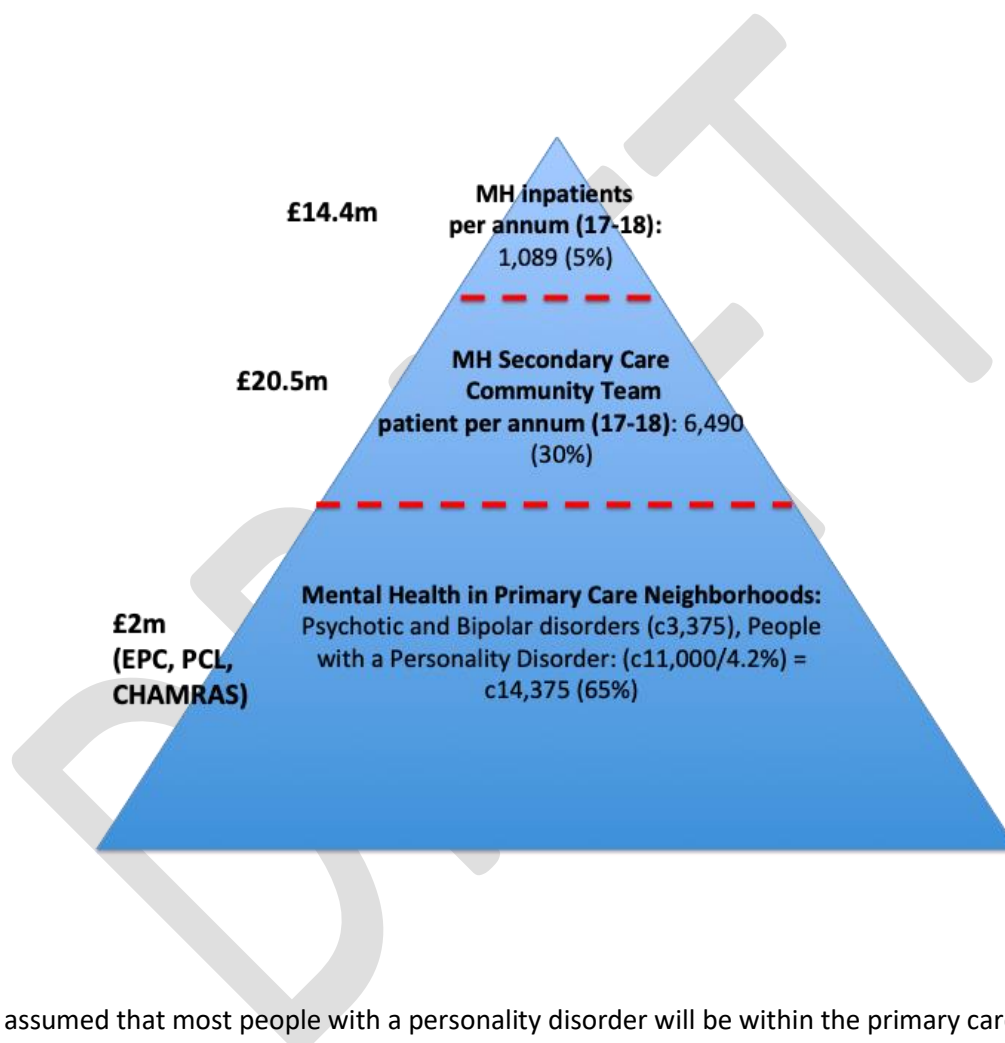 MH inpatients
£14.4m
per annum (17-18):
1,089 (5%)
MH Secondary Care
£20.5m
Community Team
patient per annum (17-18): 6,490
(30%)
Mental Health in Primary Care Neighborhoods:
£2m
Psychotic and Bipolar disorders (c3,375), People
(EPC, PCL,
with a Personality Disorder: (c11,000/4.2%) =
CHAMRAS)
c14,375 (65%)
DRAFT
assumed that most people with a personality disorder will be within the primary car